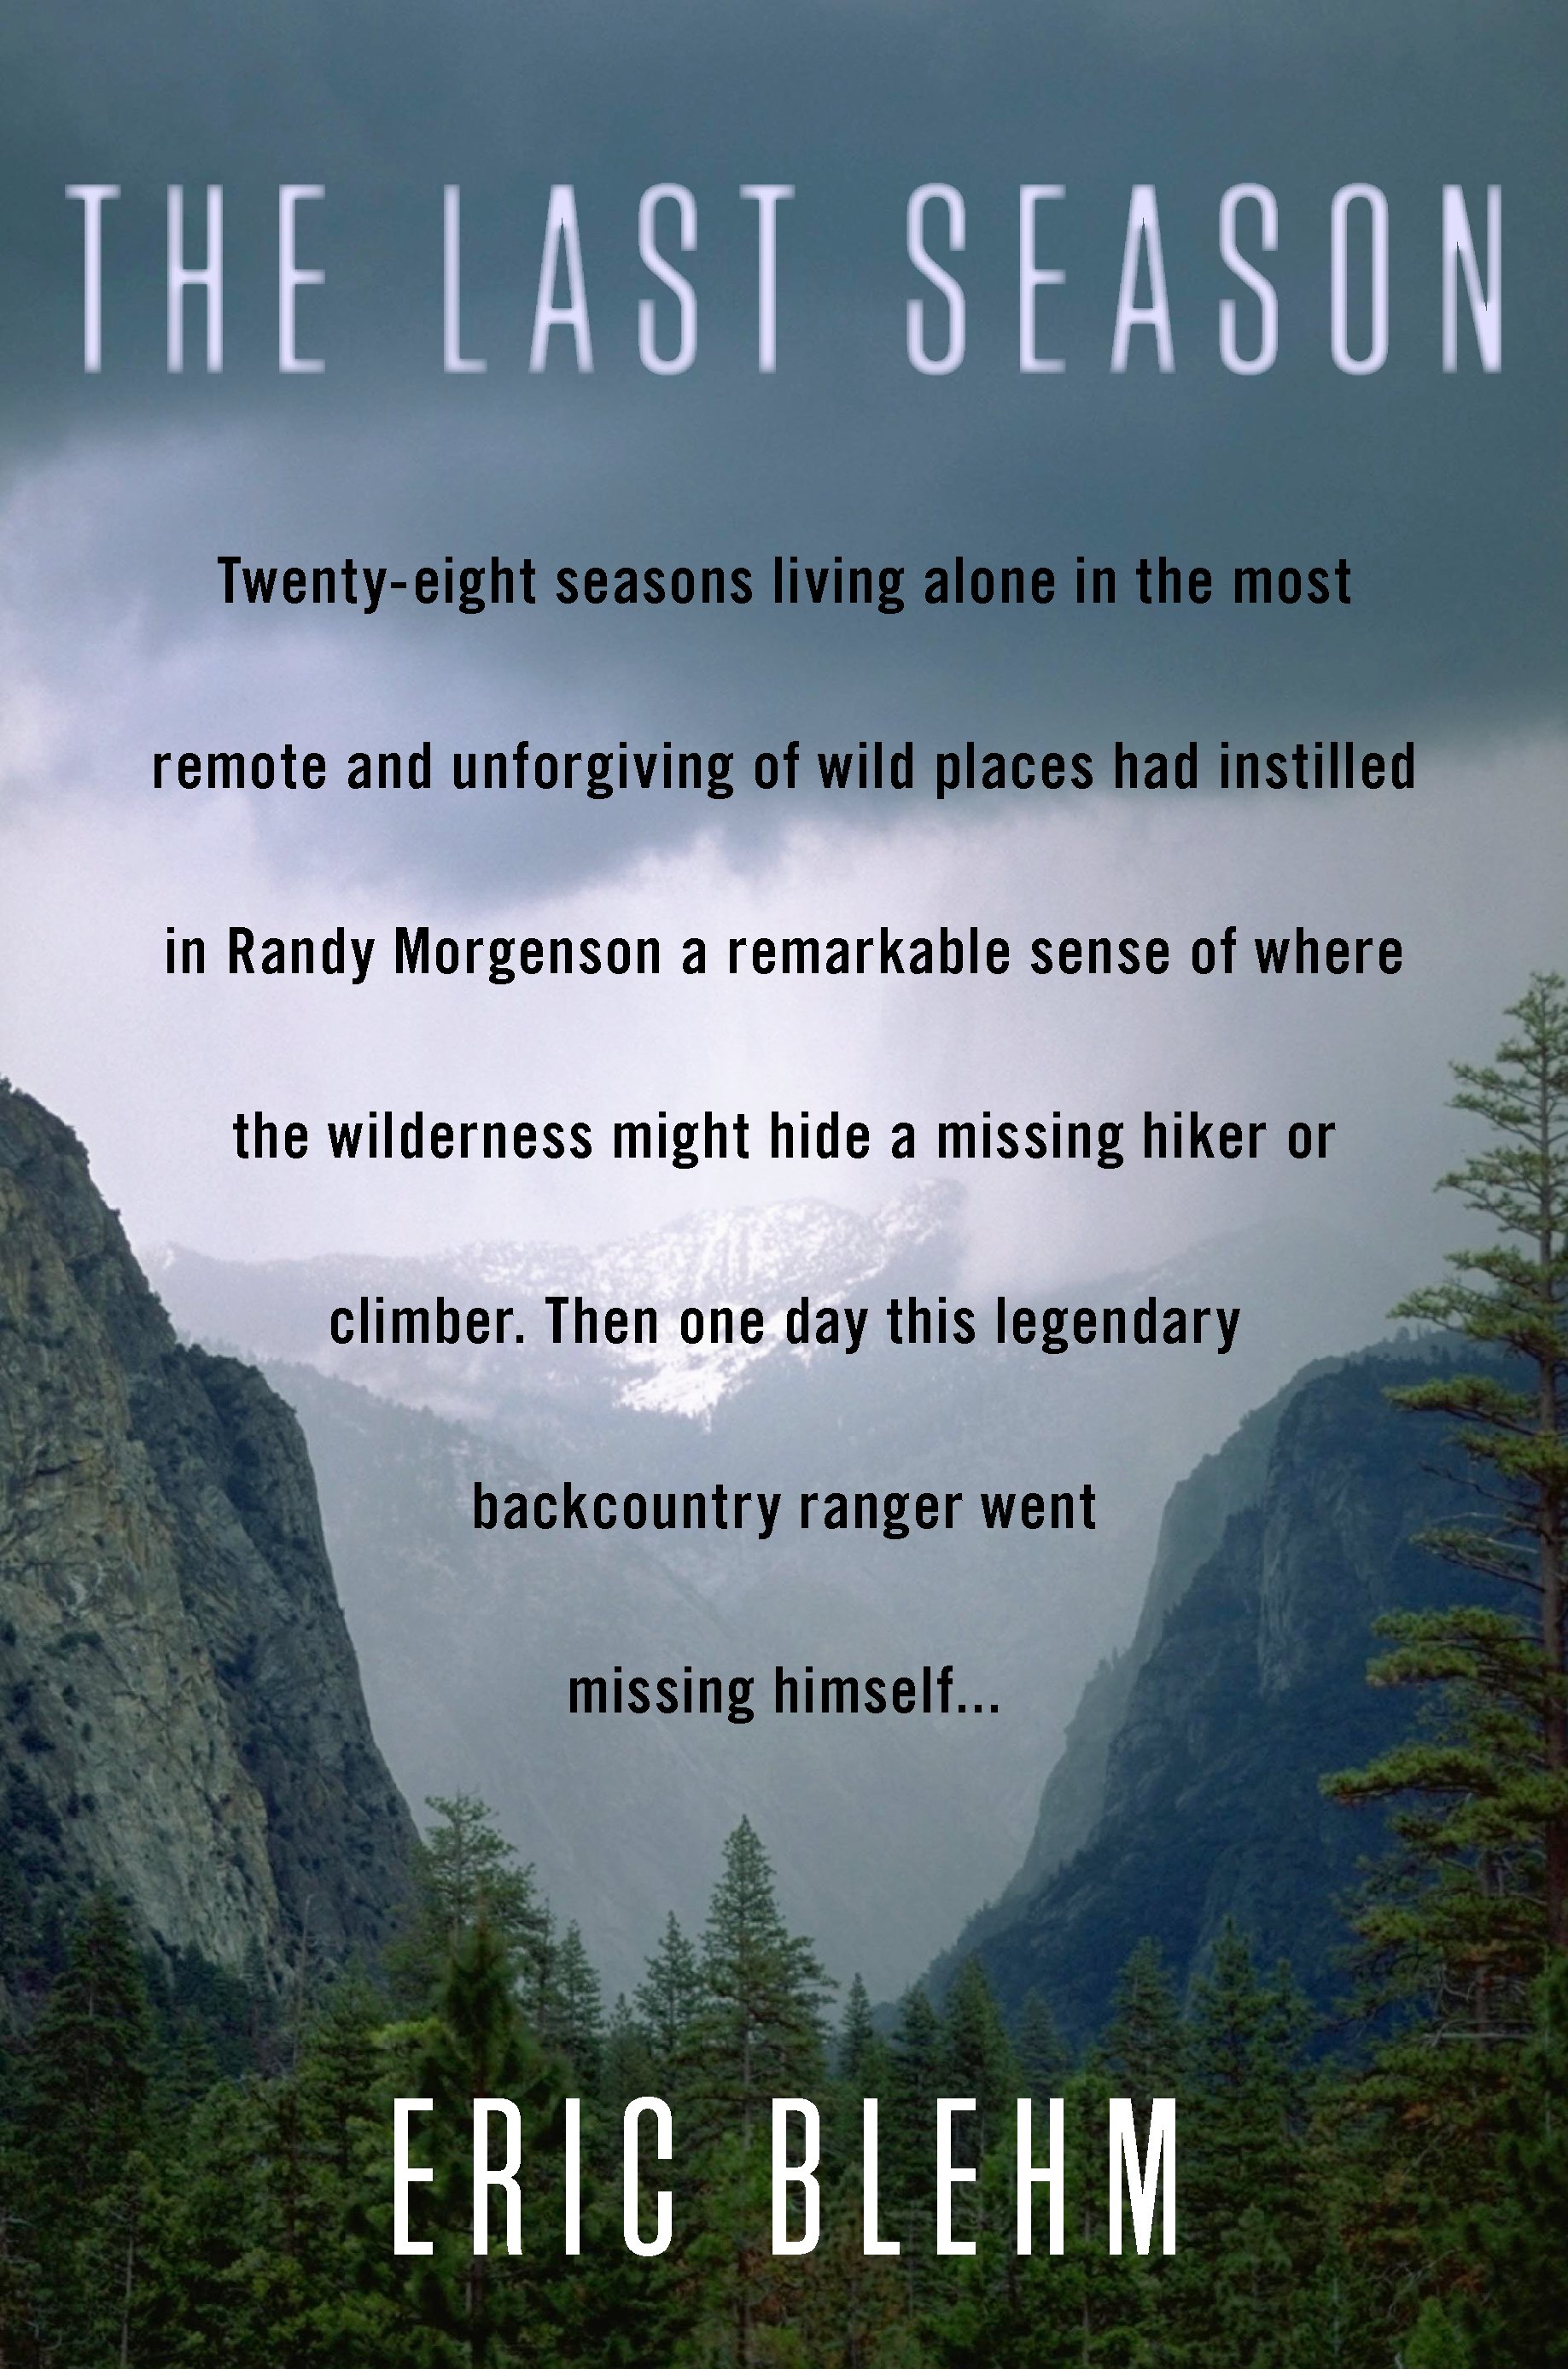 THE LAST SEASON
Twenty-eight seasons living alone in the most
remote and unforgiving of wild places had instilled
in Randy Morgenson a remarkable sense of where
the wilderness might hide a missing hiker or
climber. Then one day this legendary
backcountry ranger went
missing himself...
ERIC BLEHM